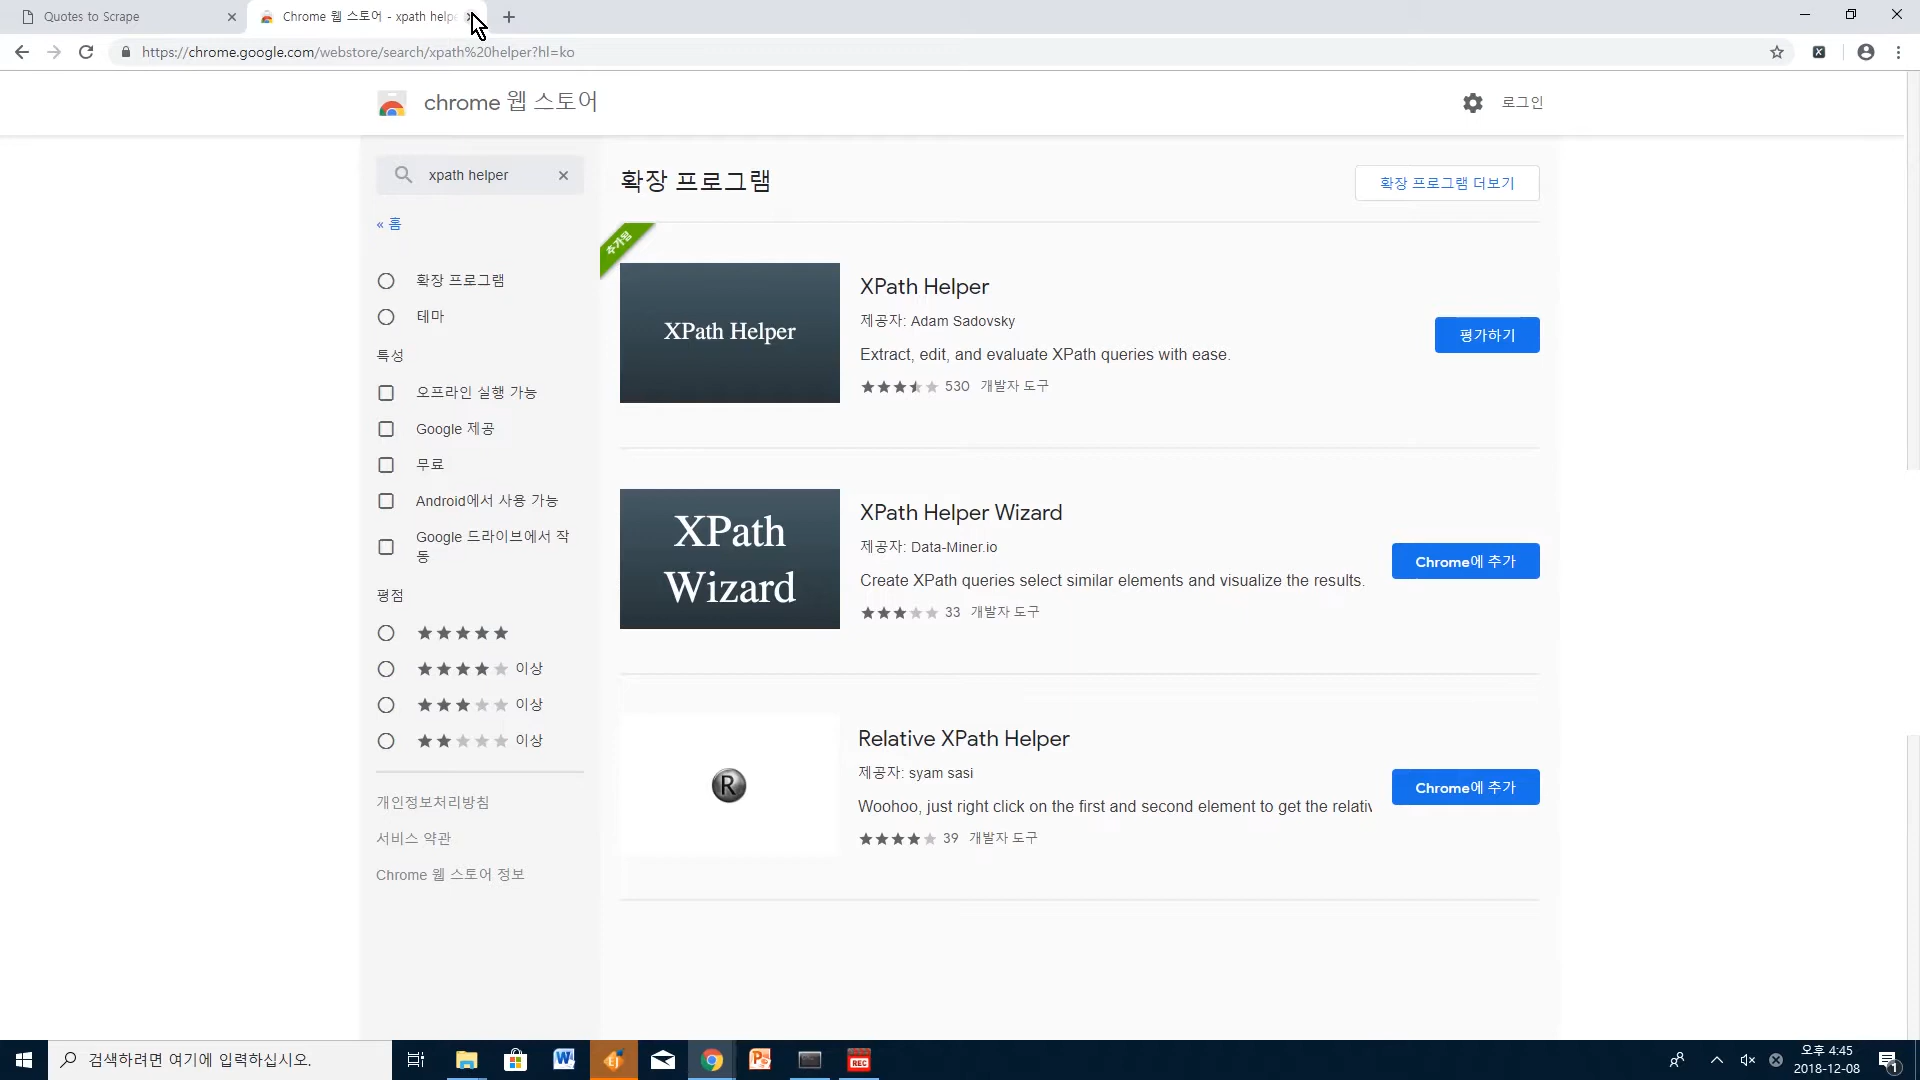 Quotes to Scrape
Chrome 웹 스토어 - xpath help
https://chrome.google.com/webstore/search/xpath%20helper?hl=ko
chrome 웹 스토어
로그인
xpath helper
« 홈
확장 프로그램
테마
특성
오프라인 실행 가능
Google 제공
무료
Android에서 사용 가능
Google 드라이브에서 작
동
평점
이상
이상
이상
개인정보처리방침
서비스 약관
Chrome 웹 스토어 정보
확장 프로그램
확장 프로그램 더보기
추가됨
XPath Helper
XPath Helper
제공자: Adam Sadovsky
Extract, edit, and evaluate XPath queries with ease.
530 개발자 도구
평가하기
XPath
Wizard
XPath Helper Wizard
제공자: Data-Miner.io
Create XPath queries select similar elements and visualize the results.
33 개발자 도구
Chrome에 추가
R
Relative XPath Helper
제공자: syam sasi
Woohoo, just right click on the first and second element to get the relativ
39 개발자 도구
Chrome에 추가
검색하려면 여기에 입력하십시오.
REC
오후 4:45
2018-12-08
1